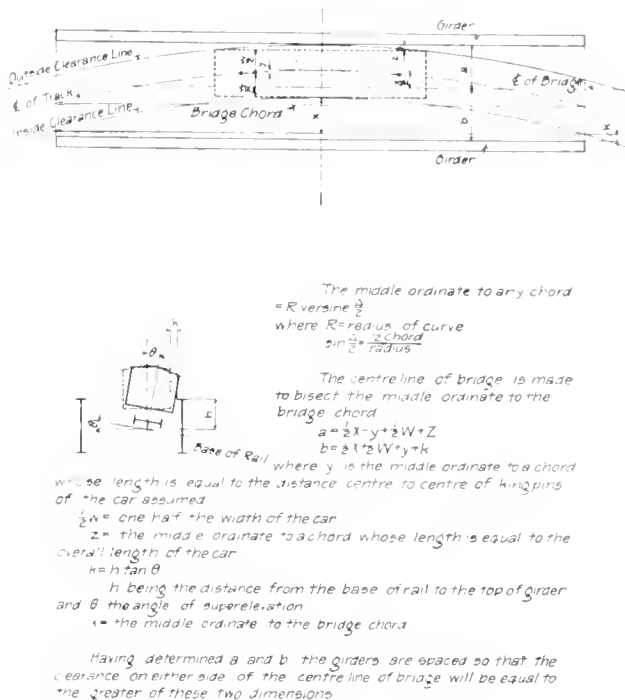 Girder
Outside Clearance Line
℄ of Bridge
℄ of Track
Inside Clearance Line
Bridge Chord
x
a
b
x
Girder
The middle ordinate to any chord
= R versine Δ/2
where R = radius of curve
sin Δ/2 = ½ chord / radius
h
θ
h
Base of Rail
The centre line of bridge is made
to bisect the middle ordinate to the
bridge chord
a = ½X - y + ½W + Z
b = ½X + ½W + y + k
where y is the middle ordinate to a chord
whose length is equal to the distance centre to centre of king pins
of the car assumed
½w = one half the width of the car
Z = the middle ordinate to a chord whose length is equal to the
overall length of the car
k = h tan θ
h being the distance from the base of rail to the top of girder
and θ the angle of superelevation
x = the middle ordinate to the bridge chord
Having determined a and b the girders are spaced so that the
clearance on either side of the centre line of bridge will be equal to
the greater of these two dimensions